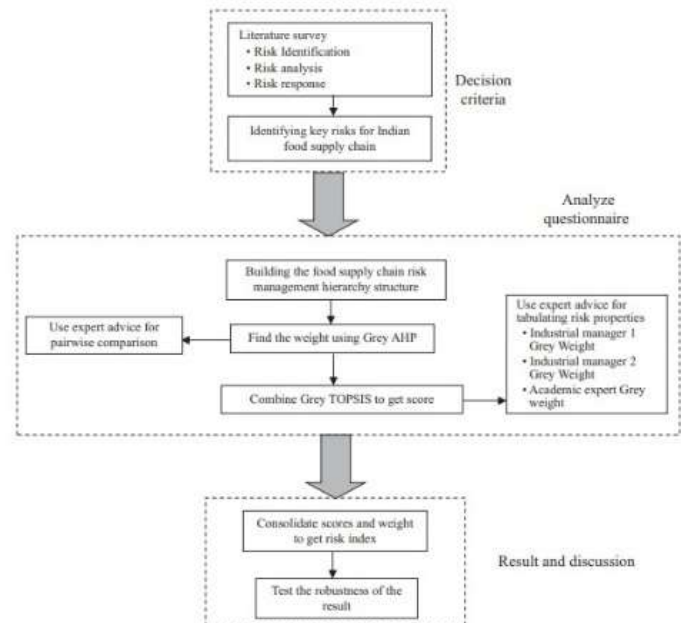 Literature survey
• Risk Identification
• Risk analysis
• Risk response
Decision
criteria
Identifying key risks for Indian
food supply chain
Analyze
questionnaire
Building the food supply chain risk
management hierarchy structure
Use expert advice for
pairwise comparison
Find the weight using Grey AHP
Use expert advice for
tabulating risk properties
• Industrial manager 1
Grey Weight
• Industrial manager 2
Grey Weight
• Academic expert Grey
weight
Combine Grey TOPSIS to get score
Consolidate scores and weight
to get risk index
Result and discussion
Test the robustness of the
result